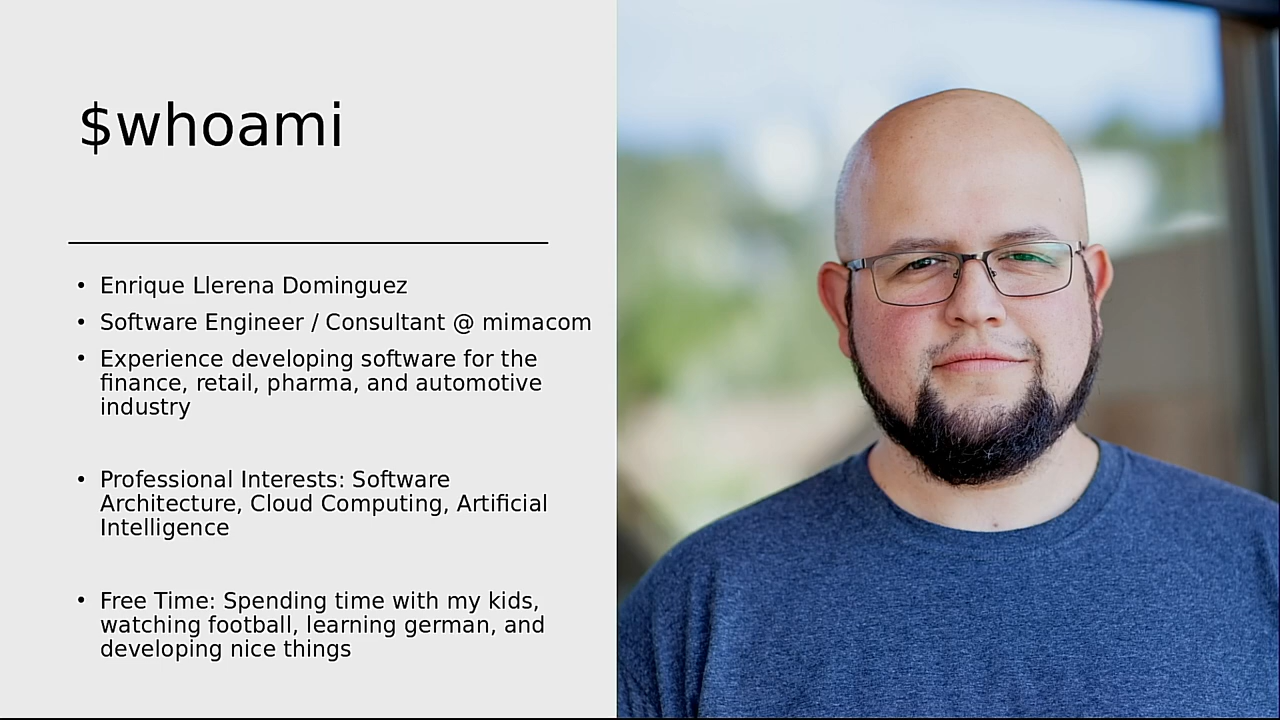 $whoami
• Enrique Llerena Dominguez
• Software Engineer / Consultant @ mimacom
• Experience developing software for the
finance, retail, pharma, and automotive
industry
• Professional Interests: Software
Architecture, Cloud Computing, Artificial
Intelligence
• Free Time: Spending time with my kids,
watching football, learning german, and
developing nice things